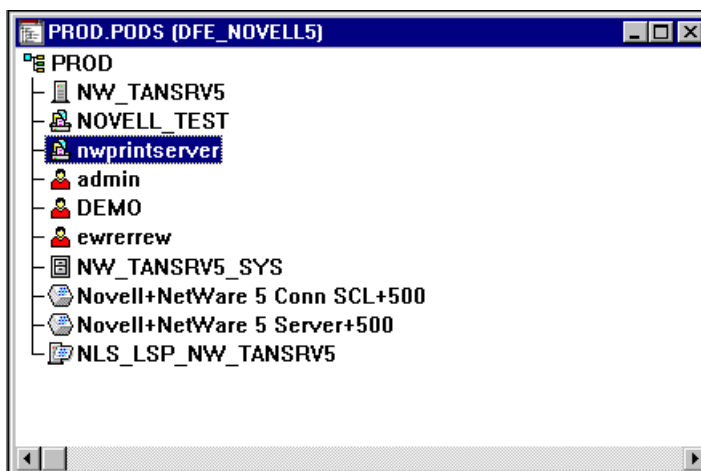 PROD.PODS (DFE_NOVELL5)
PROD
NW_TANSRV5
NOVELL_TEST
nwprintserver
admin
DEMO
ewrerrew
NW_TANSRV5_SYS
Novell+NetWare 5 Conn SCL+500
Novell+NetWare 5 Server+500
NLS_LSP_NW_TANSRV5